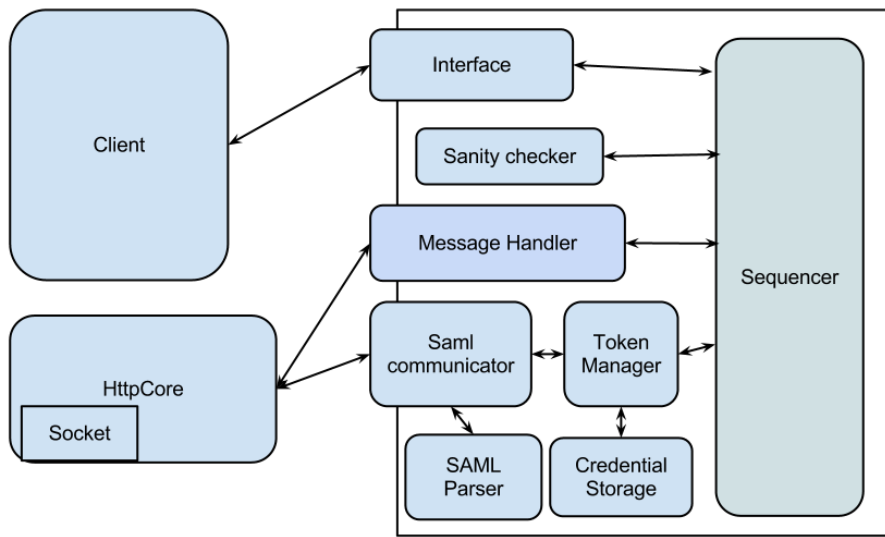 Client
Interface
Sanity checker
Message Handler
Sequencer
HttpCore
Socket
Saml
communicator
Token
Manager
SAML
Parser
Credential
Storage